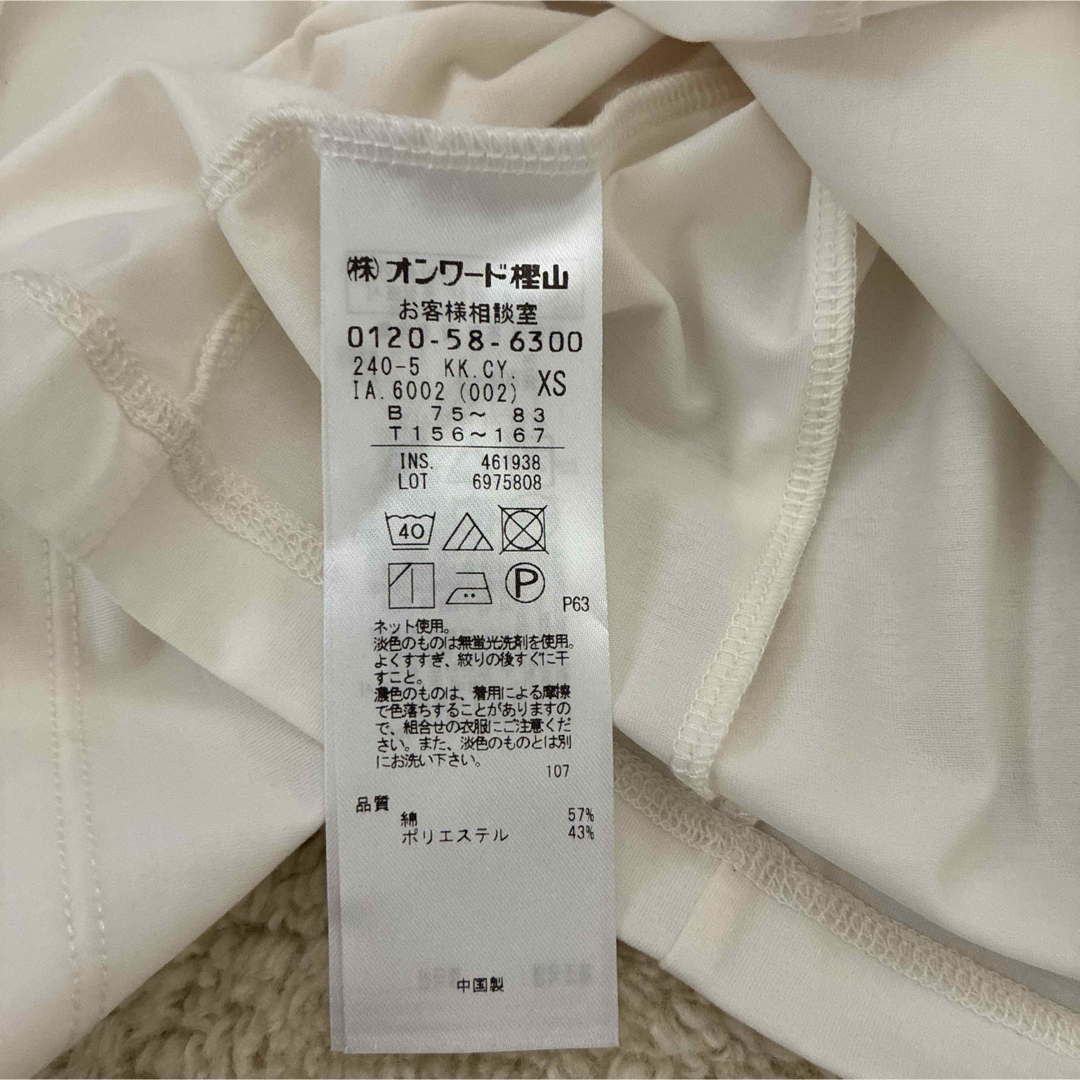 ㈱オンワード樫山
お客様相談室
0120-58-6300
240-5 KK.CY.
IA.6002 (002) XS
B 75～ 83
T156～167
INS. 461938
LOT 6975808
40
P
P63
ネット使用。
淡色のものは無蛍光洗剤を使用。
よくすすぎ、絞りの後すぐに干
すこと。
濃色のものは、着用による摩擦
で色落ちすることがありますの
で、組合せの衣服にご注意くだ
さい。また、淡色のものとは別
にお洗い下さい。
107
品質
綿 57%
ポリエステル 43%
中国製